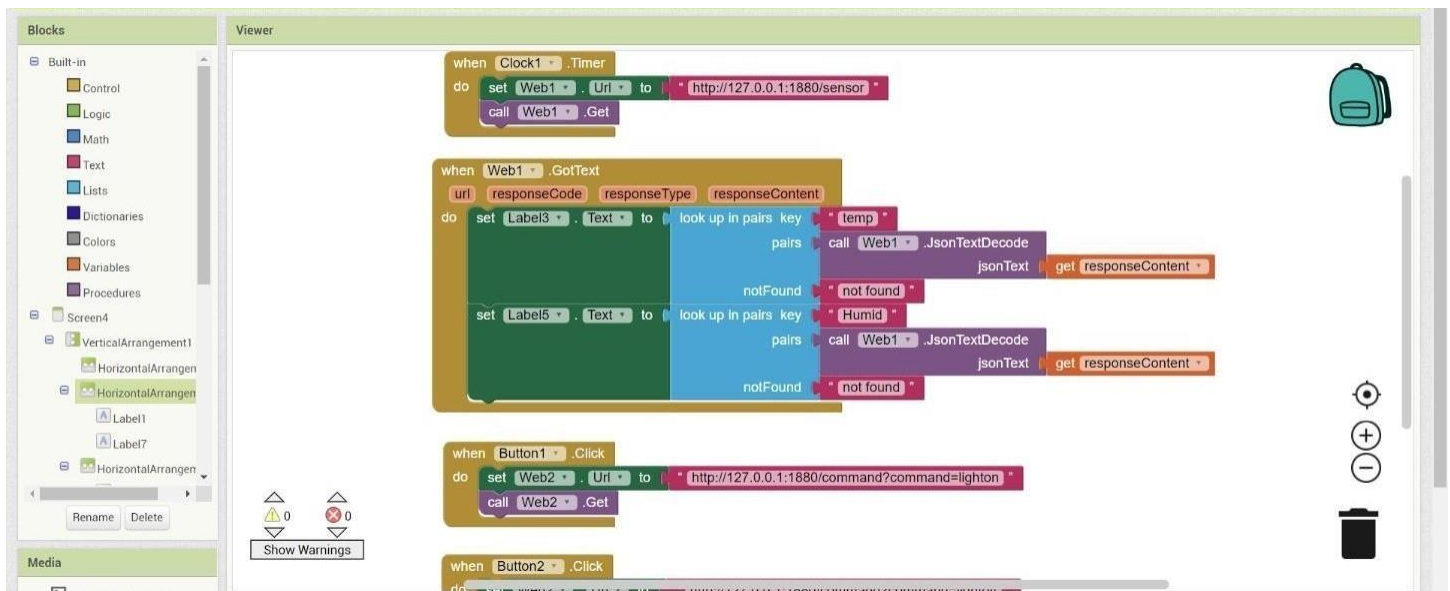 Blocks
Viewer
Built-in
Control
Logic
Math
Text
Lists
Dictionaries
Colors
Variables
Procedures
Screen4
VerticalArrangement1
HorizontalArrangen
HorizontalArrangen
Label1
Label7
HorizontalArrangen
Rename Delete
Media
when Clock1 .Timer
do set Web1 . Url to " http://127.0.0.1:1880/sensor "
call Web1 .Get
when Web1 .GotText
url responseCode responseType responseContent
do set Label3 . Text to look up in pairs key " temp "
pairs call Web1 .JsonTextDecode
jsonText get responseContent
notFound " not found "
set Label5 . Text to look up in pairs key " Humid "
pairs call Web1 .JsonTextDecode
jsonText get responseContent
notFound " not found "
when Button1 .Click
do set Web2 . Url to " http://127.0.0.1:1880/command?command=lighton "
call Web2 .Get
when Button2 .Click
0 0
Show Warnings